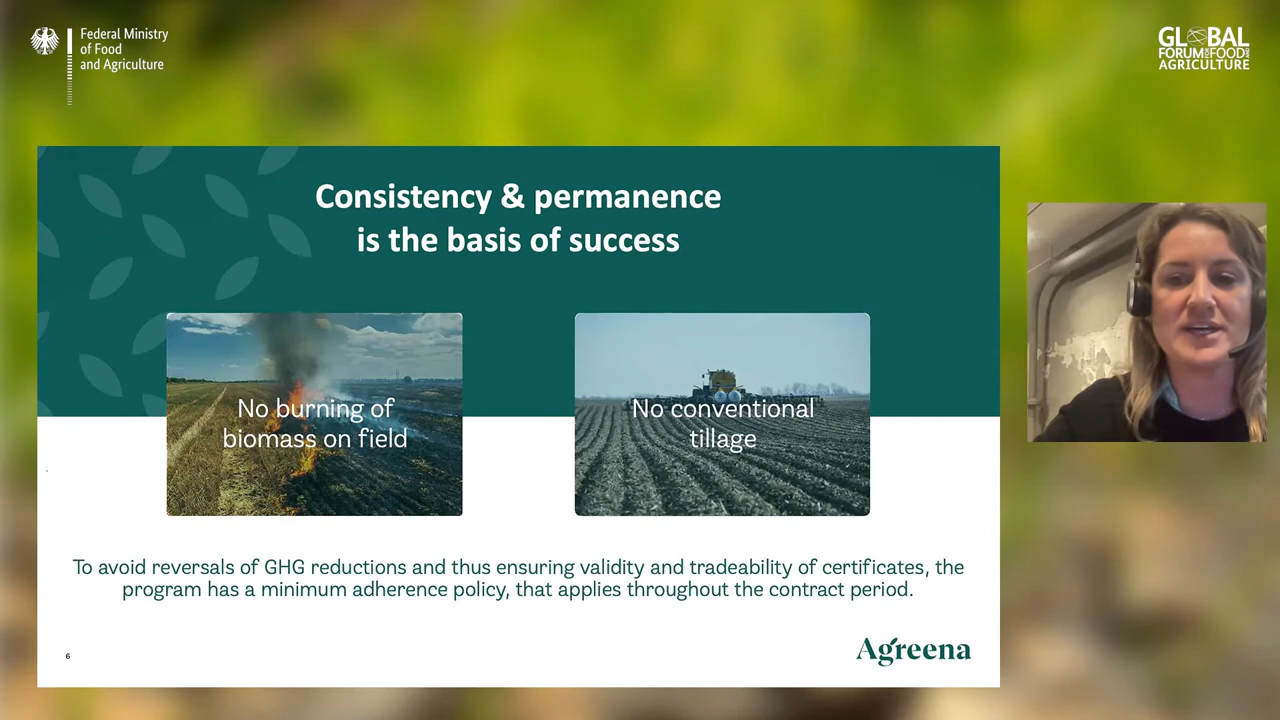 Federal Ministry
of Food
and Agriculture
GLOBAL
FORUM FOR FOOD AND
AGRICULTURE
Consistency & permanence
is the basis of success
No burning of
biomass on field
No conventional
tillage
To avoid reversals of GHG reductions and thus ensuring validity and tradeability of certificates, the
program has a minimum adherence policy, that applies throughout the contract period.
6
Agreena